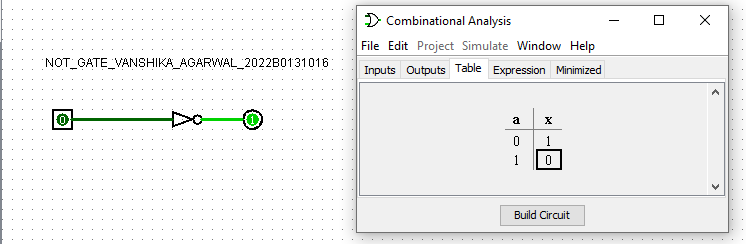 NOT_GATE_VANSHIKA_AGARWAL_2022B0131016
0 1
Combinational Analysis
File Edit Project Simulate Window Help
Inputs Outputs Table Expression Minimized
a x
0 1
1 0
Build Circuit